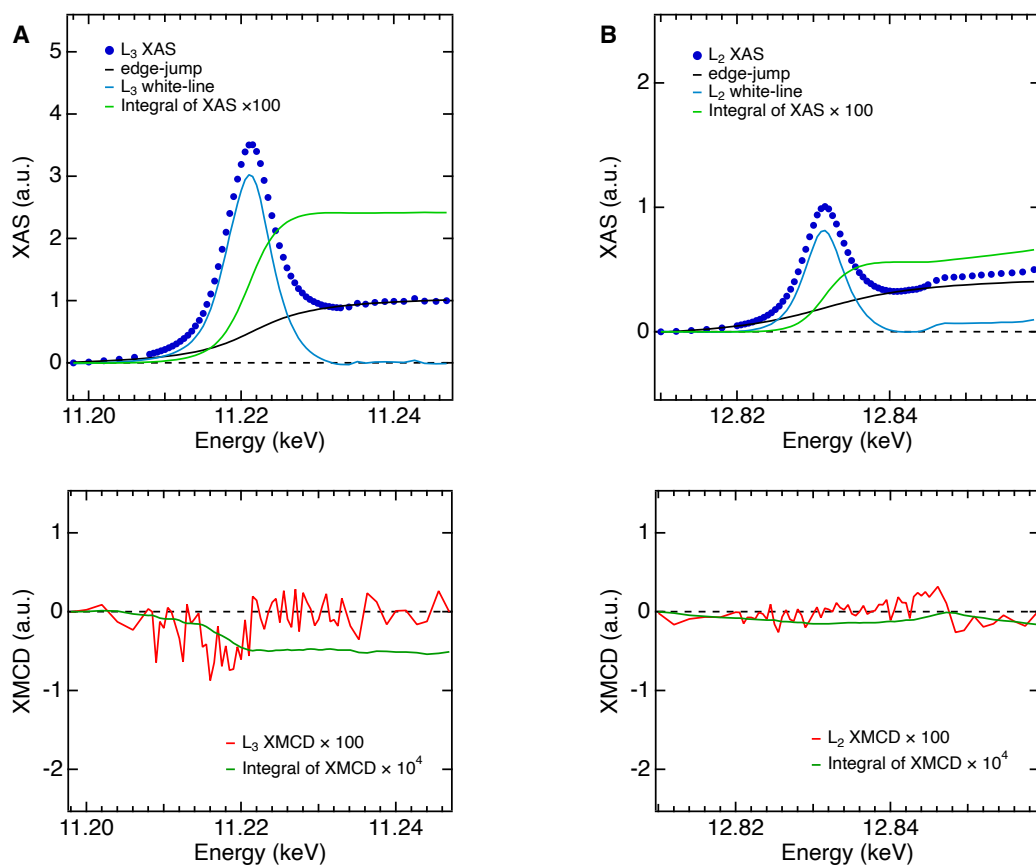 A
L₃ XAS
edge-jump
L₃ white-line
Integral of XAS ×100
5
4
3
2
1
0
XAS (a.u.)
11.20
11.22
11.24
Energy (keV)
B
L₂ XAS
edge-jump
L₂ white-line
Integral of XAS × 100
2
1
0
XAS (a.u.)
12.82
12.84
Energy (keV)
1
0
-1
-2
XMCD (a.u.)
L₃ XMCD × 100
Integral of XMCD × 10⁴
11.20
11.22
11.24
Energy (keV)
1
0
-1
-2
XMCD (a.u.)
L₂ XMCD × 100
Integral of XMCD × 10⁴
12.82
12.84
Energy (keV)